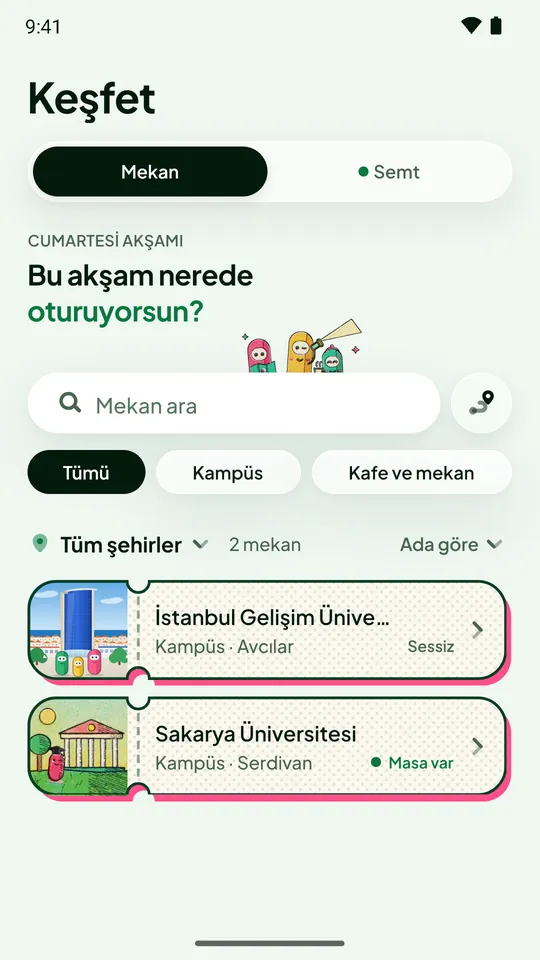 9:41
Keşfet
Mekan
Semt
CUMARTESİ AKŞAMI
Bu akşam nerede
oturuyorsun?
Mekan ara
Tümü
Kampüs
Kafe ve mekan
Tüm şehirler
2 mekan
Ada göre
İstanbul Gelişim Ünive...
Kampüs · Avcılar
Sessiz
Sakarya Üniversitesi
Kampüs · Serdivan
Masa var